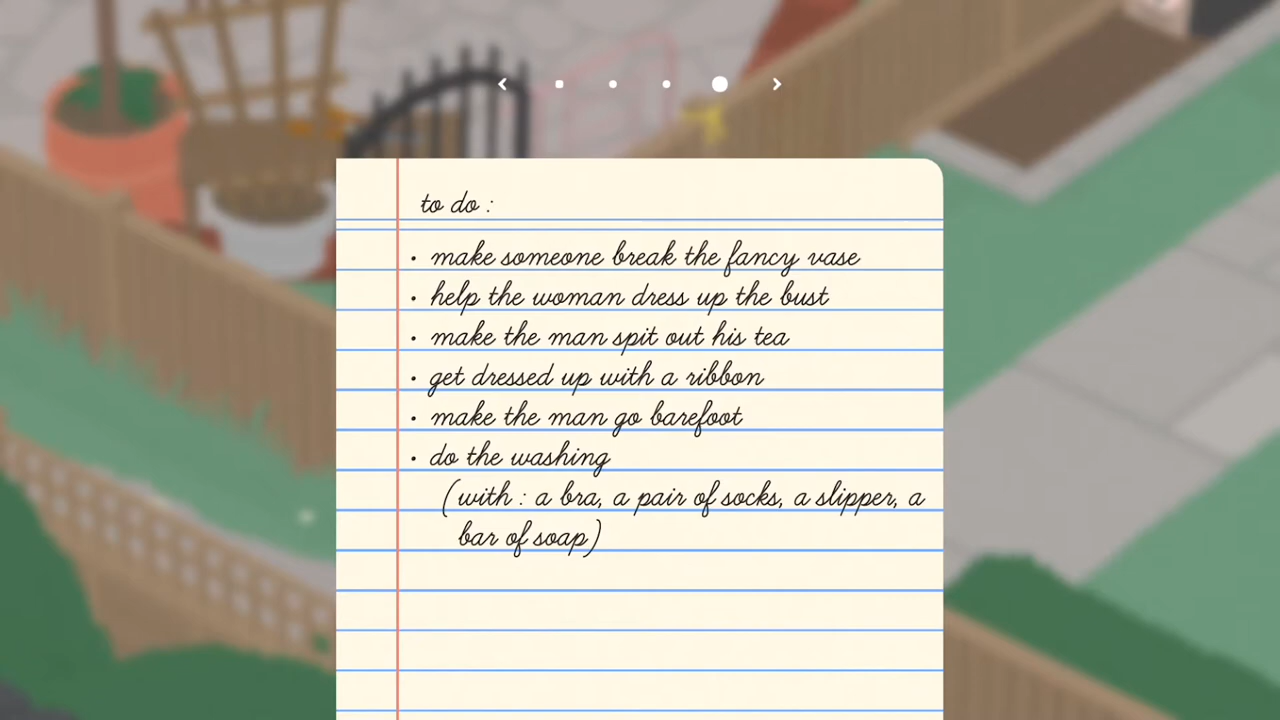 to do :
• make someone break the fancy vase
• help the woman dress up the bust
• make the man spit out his tea
• get dressed up with a ribbon
• make the man go barefoot
• do the washing
(with : a bra, a pair of socks, a slipper, a
bar of soap)